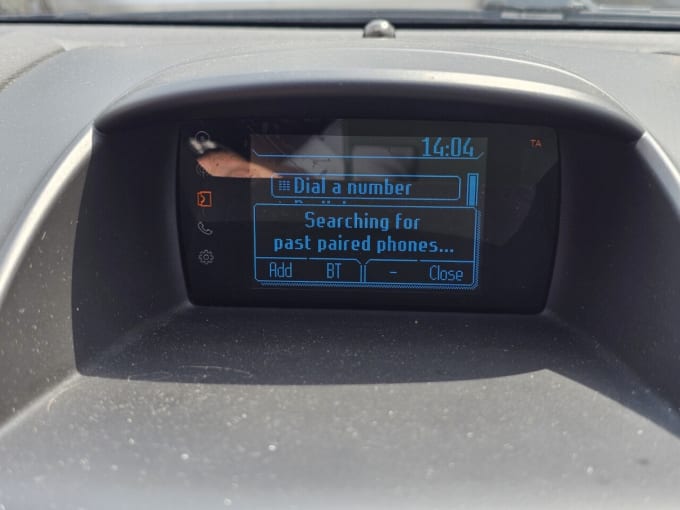 14:04
TA
Dial a number
Searching for
past paired phones...
Add BT - Close